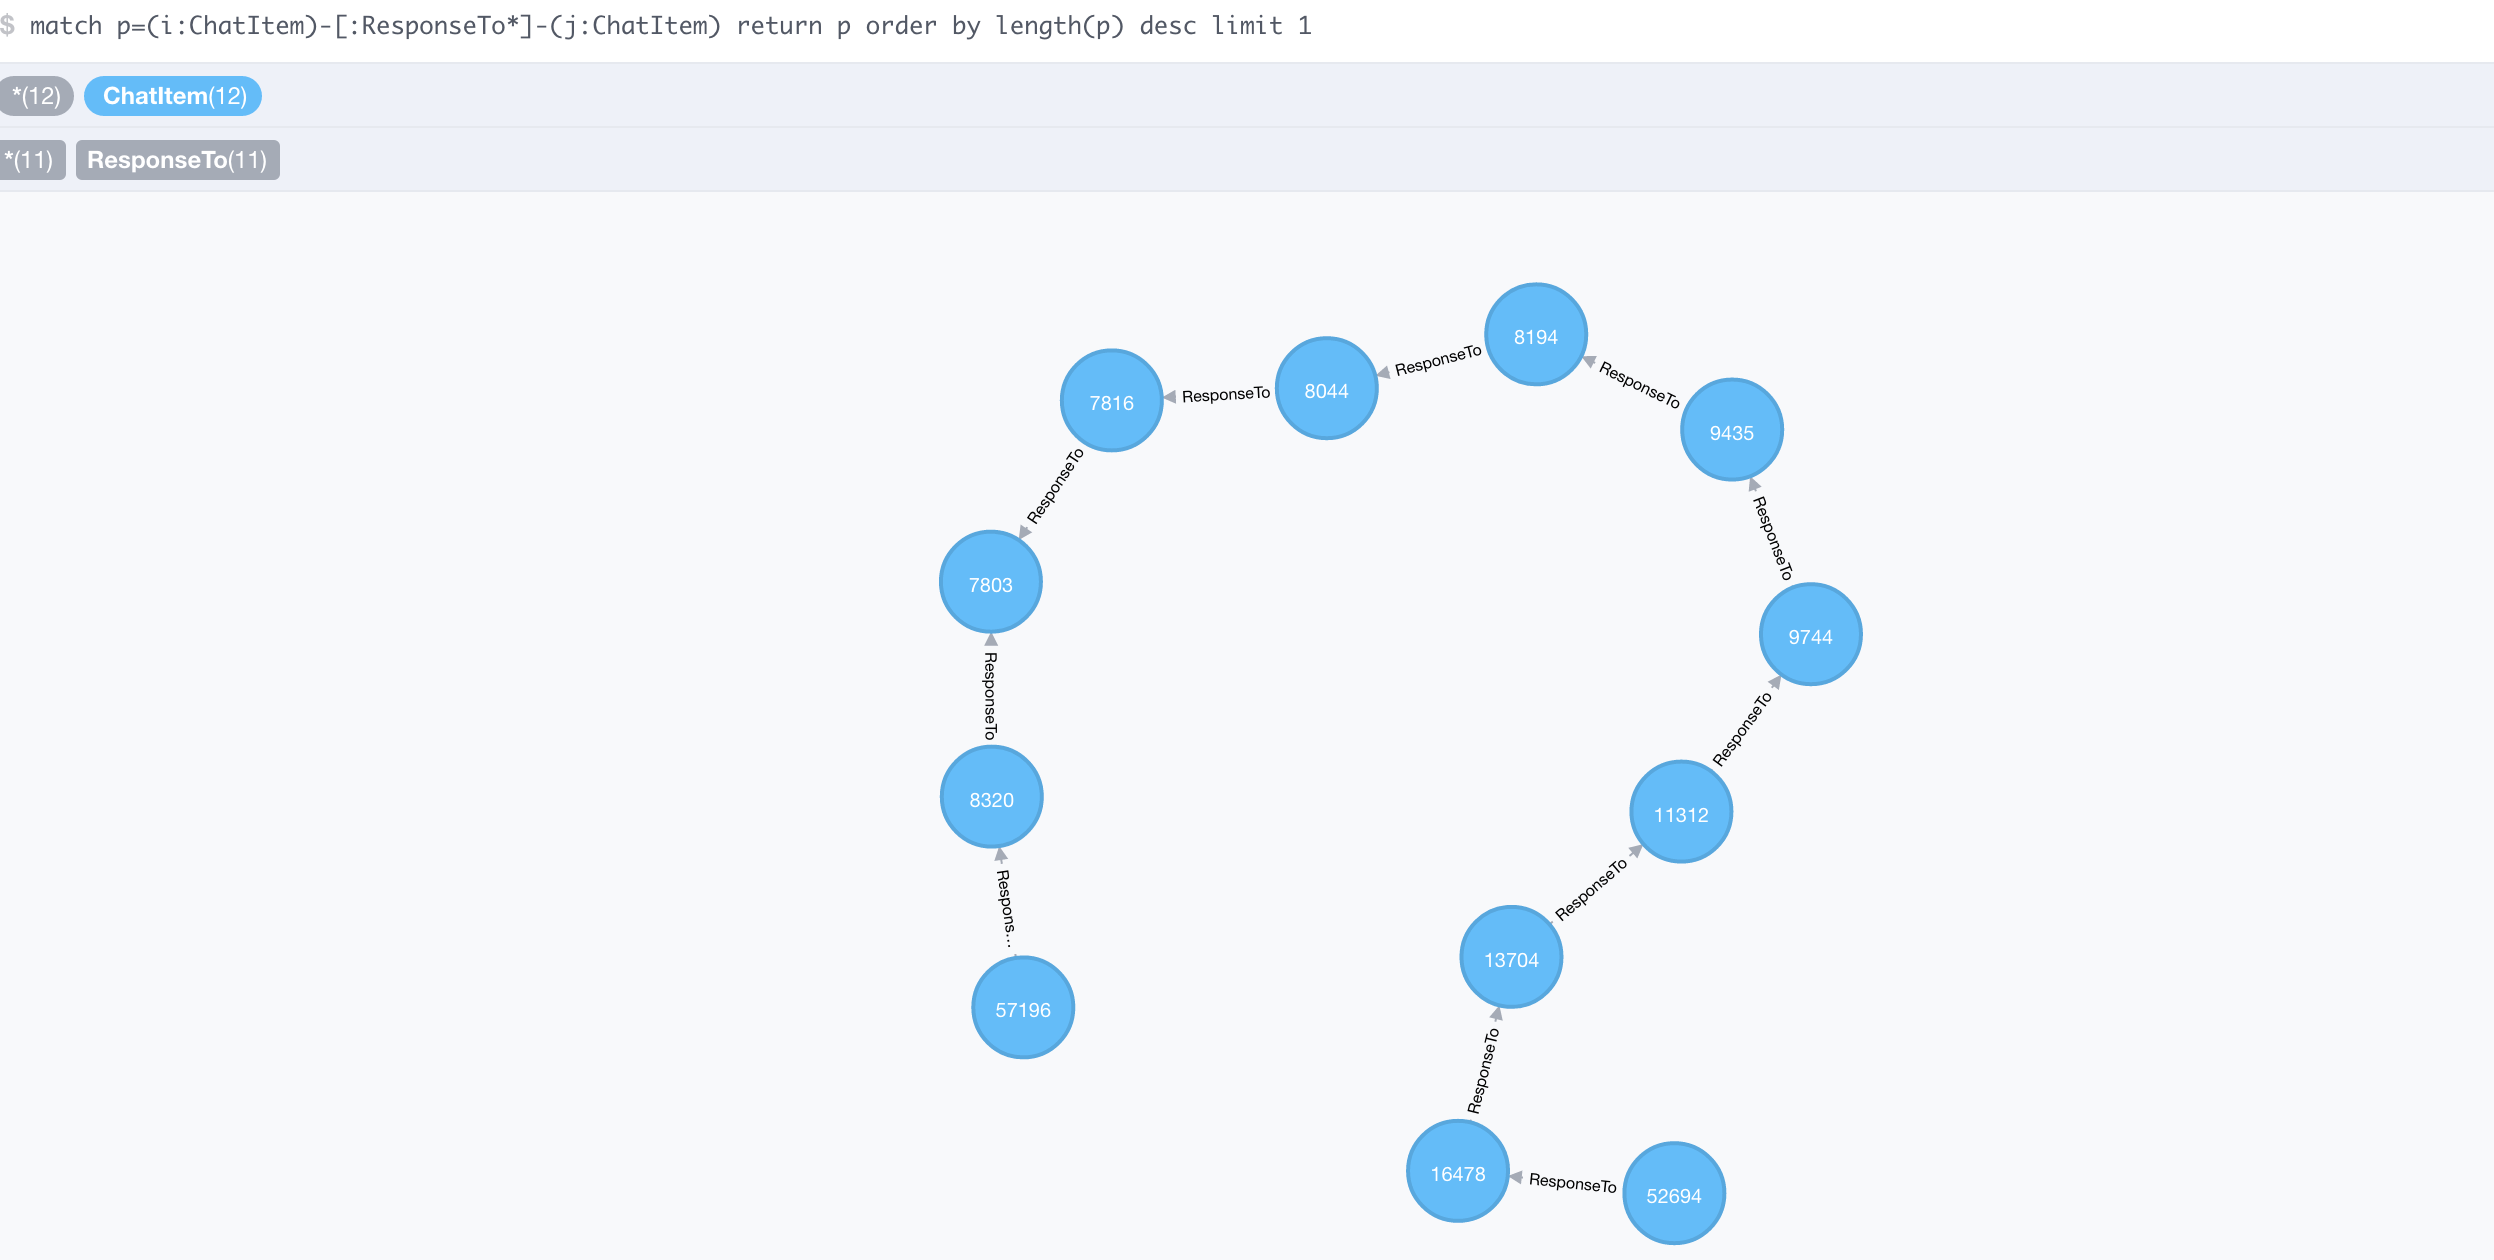 $ match p=(i:ChatItem)-[:ResponseTo*]-(j:ChatItem) return p order by length(p) desc limit 1
*(12) ChatItem(12)
*(11) ResponseTo(11)
8194
ResponseTo
ResponseTo
7816
ResponseTo
8044
9435
ResponseTo
ResponseTo
7803
9744
ResponseTo
ResponseTo
8320
11312
Respons...
ResponseTo
13704
57196
ResponseTo
16478
ResponseTo
52694